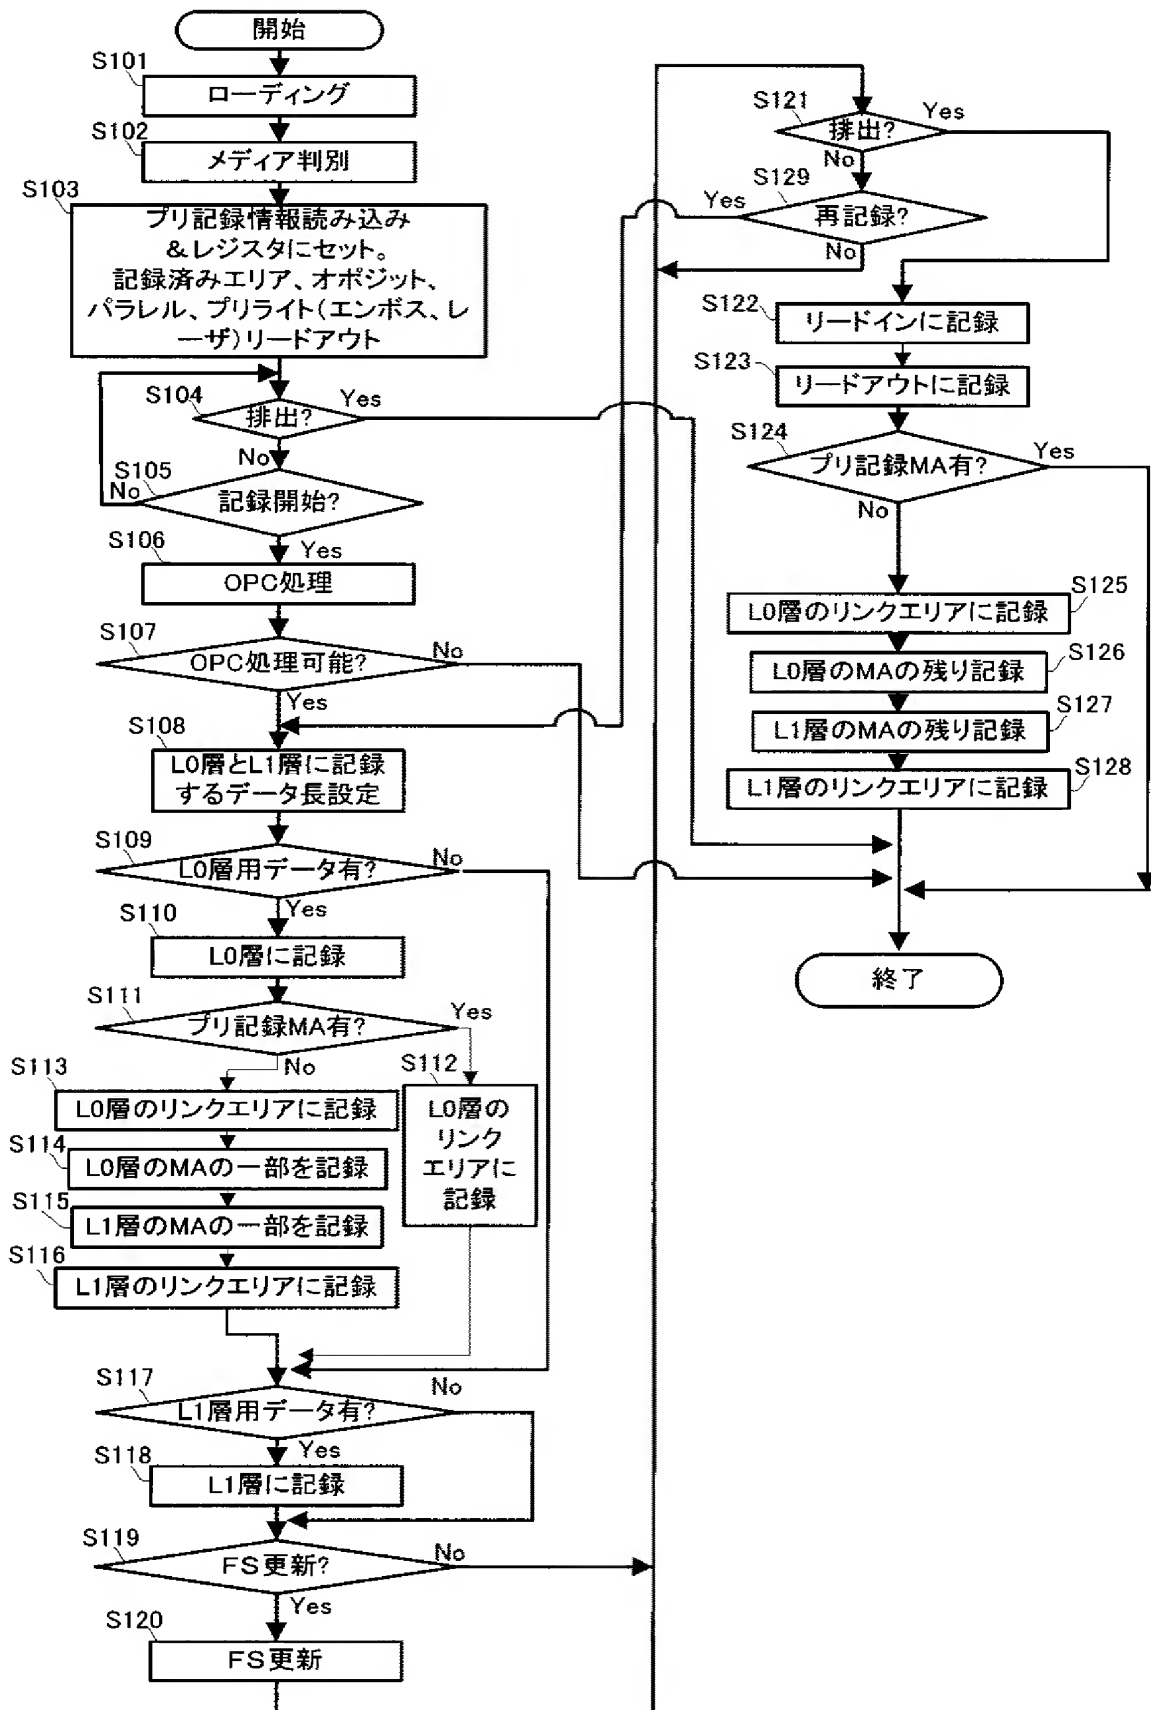 開始
S101
ローディング
S102
メディア判別
S103
プリ記録情報読み込み
&レジスタにセット。
記録済みエリア、オポジット、
パラレル、プリライト(エンボス、レ
ーザ)リードアウト
S104
排出?
Yes
No
S105
記録開始?
No
Yes
S106
OPC処理
S107
OPC処理可能?
No
Yes
S108
L0層とL1層に記録
するデータ長設定
S109
L0層用データ有?
No
Yes
S110
L0層に記録
S111
プリ記録MA有?
Yes
No
S112
L0層の
リンク
エリアに
記録
S113
L0層のリンクエリアに記録
S114
L0層のMAの一部を記録
S115
L1層のMAの一部を記録
S116
L1層のリンクエリアに記録
S117
L1層用データ有?
No
Yes
S118
L1層に記録
S119
FS更新?
No
Yes
S120
FS更新
S121
排出?
Yes
No
S129
再記録?
Yes
No
S122
リードインに記録
S123
リードアウトに記録
S124
プリ記録MA有?
Yes
No
S125
L0層のリンクエリアに記録
S126
L0層のMAの残り記録
S127
L1層のMAの残り記録
S128
L1層のリンクエリアに記録
終了